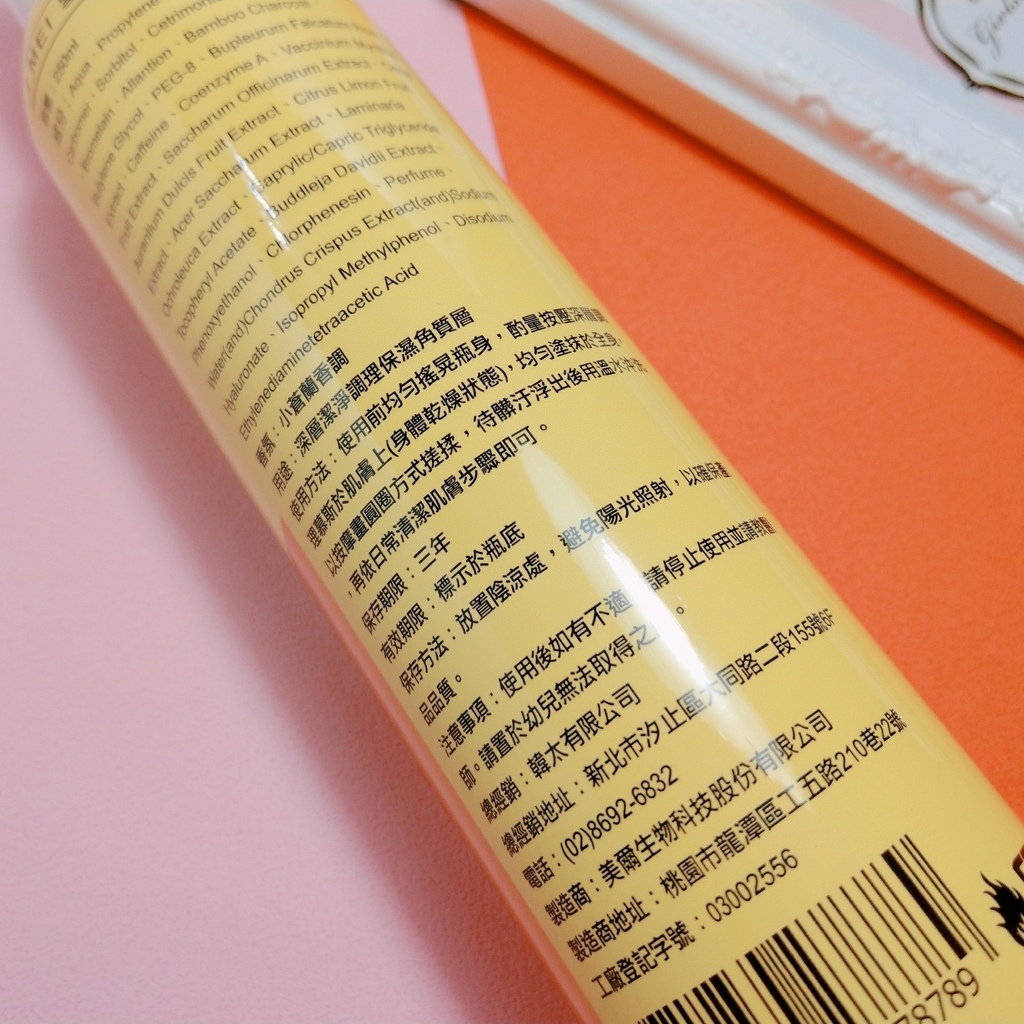 250ml
Aqua、Propylene
Sorbitol、Cetrimoni
Allantion、Bamboo Charcoal
Glycol、PEG-8、Bupleurum Falcatum
Caffeine、Coenzyme A、Vaccinium
Extract、Saccharum Officinarum Extract、
Aurantium Dulcis Fruit Extract、Citrus Limon Fruit
Extract、Acer Saccharum Extract、Laminaria
Ochroleuca Extract、Caprylic/Capric Triglyceride
Tocopheryl Acetate、Buddleja Davidii Extract、
Phenoxyethanol、Chlorphenesin、Perfume、
Water(and)Chondrus Crispus Extract(and)Sodium
Hyaluronate、Isopropyl Methylphenol、Disodium
Ethylenediaminetetraacetic Acid
香氛：小蒼蘭香調
用途：深層潔淨調理保濕角質層
使用方法：使用前均勻搖晃瓶身，酌量按壓深層
理摩斯於肌膚上(身體乾燥狀態)，均勻塗抹於全身，
以按摩畫圓圈方式搓揉，待髒汙浮出後用溫水沖洗
，再依日常清潔肌膚步驟即可。
保存期限：三年
有效期限：標示於瓶底
保存方法：放置陰涼處，避免陽光照射，以確保產
品品質。
注意事項：使用後如有不適 請停止使用並請教醫
師。請置於幼兒無法取得之 。
總經銷：韓太有限公司
總經銷地址：新北市汐止區大同路二段155號6F
電話：(02)8692-6832
製造商：美爾生物科技股份有限公司
製造商地址：桃園市龍潭區工五路210巷22號
工廠登記字號：03002556
78789